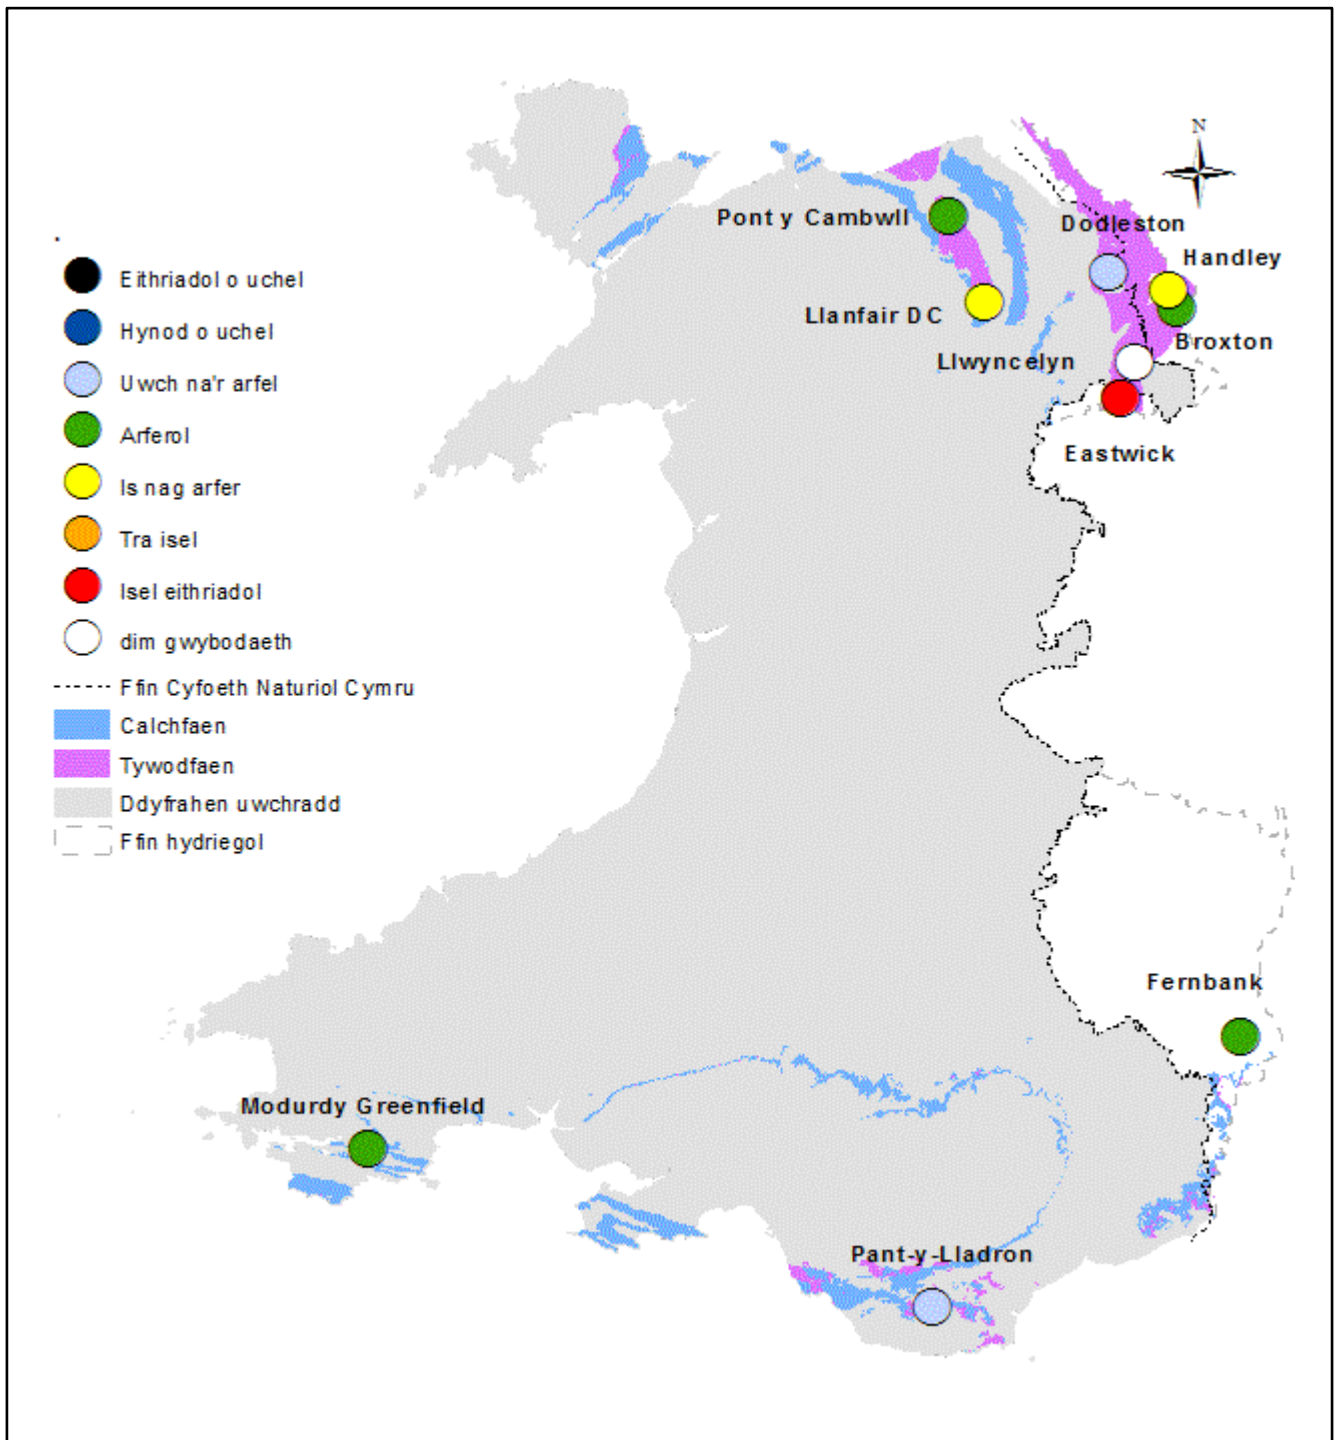 N
Pont y Cambwll
Dodleston
Handley
Llanfair DC
Broxton
Llwyncelyn
Eastwick
Eithriadol o uchel
Hynod o uchel
Uwch na'r arfel
Arferol
Is nag arfer
Tra isel
Isel eithriadol
dim gwybodaeth
Ffin Cyfoeth Naturiol Cymru
Calchfaen
Tywodfaen
Ddyfrahen uwchradd
Ffin hydriegol
Fernbank
Modurdy Greenfield
Pant-y-Lladron